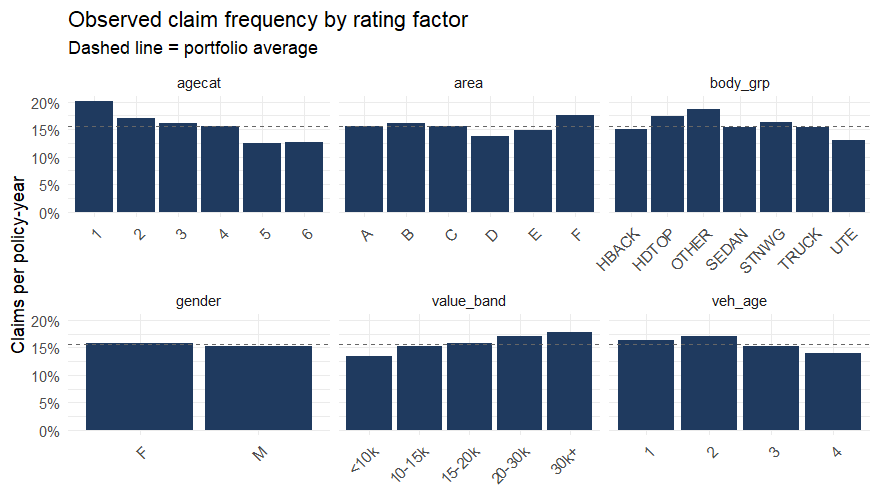 Observed claim frequency by rating factor
Dashed line = portfolio average
Claims per policy-year
agecat
area
body_grp
20%
15%
10%
5%
0%
1 2 3 4 5 6
A B C D E F
HBACK HDTOP OTHER SEDAN STNWG TRUCK UTE
gender
value_band
veh_age
20%
15%
10%
5%
0%
F M
<10k 10-15k 15-20k 20-30k 30k+
1 2 3 4